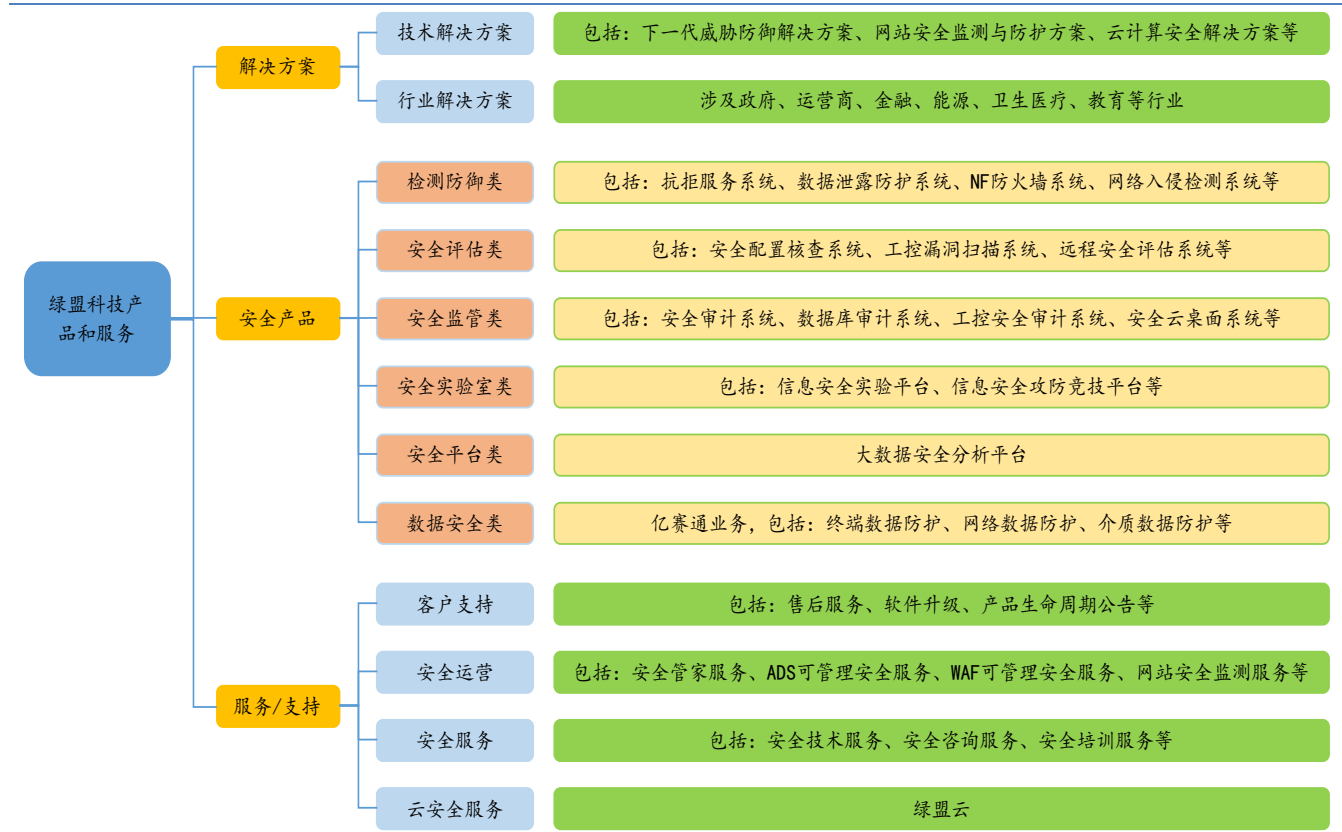 绿盟科技产
品和服务
解决方案
技术解决方案
包括：下一代威胁防御解决方案、网站安全监测与防护方案、云计算安全解决方案等
行业解决方案
涉及政府、运营商、金融、能源、卫生医疗、教育等行业
安全产品
检测防御类
包括：抗拒服务系统、数据泄露防护系统、NF防火墙系统、网络入侵检测系统等
安全评估类
包括：安全配置核查系统、工控漏洞扫描系统、远程安全评估系统等
安全监管类
包括：安全审计系统、数据库审计系统、工控安全审计系统、安全云桌面系统等
安全实验室类
包括：信息安全实验平台、信息安全攻防竞技平台等
安全平台类
大数据安全分析平台
数据安全类
亿赛通业务，包括：终端数据防护、网络数据防护、介质数据防护等
服务/支持
客户支持
包括：售后服务、软件升级、产品生命周期公告等
安全运营
包括：安全管家服务、ADS可管理安全服务、WAF可管理安全服务、网站安全监测服务等
安全服务
包括：安全技术服务、安全咨询服务、安全培训服务等
云安全服务
绿盟云